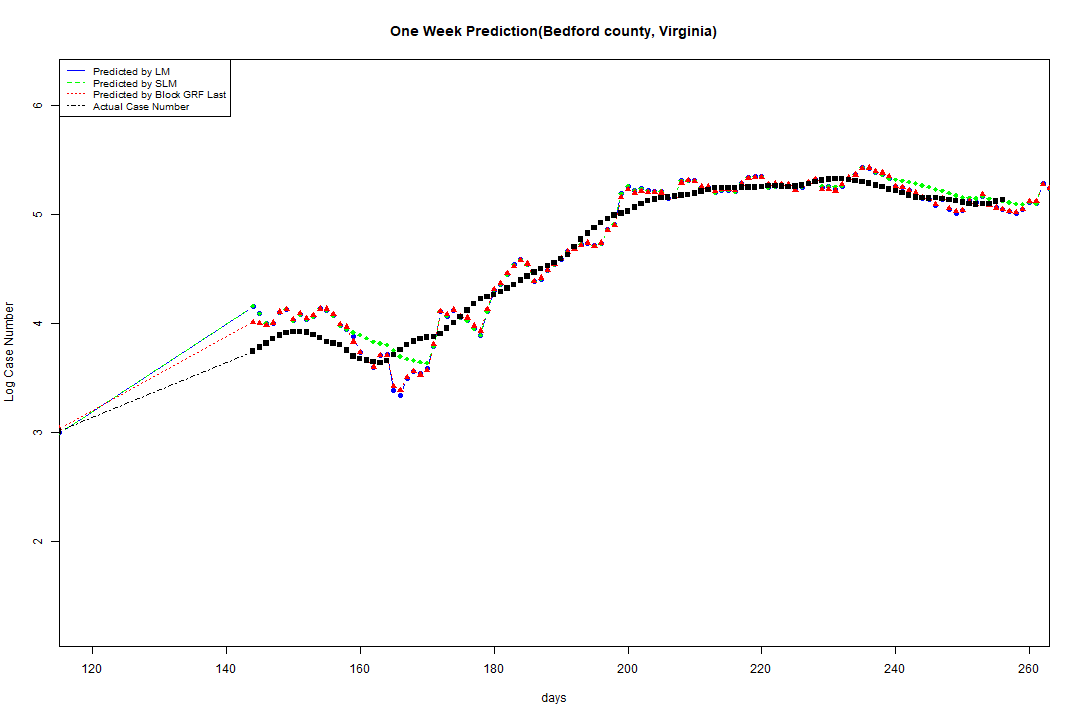 One Week Prediction(Bedford county, Virginia)
Predicted by LM
Predicted by SLM
Predicted by Block GRF Last
Actual Case Number
6
5
4
3
2
Log Case Number
120 140 160 180 200 220 240 260
days